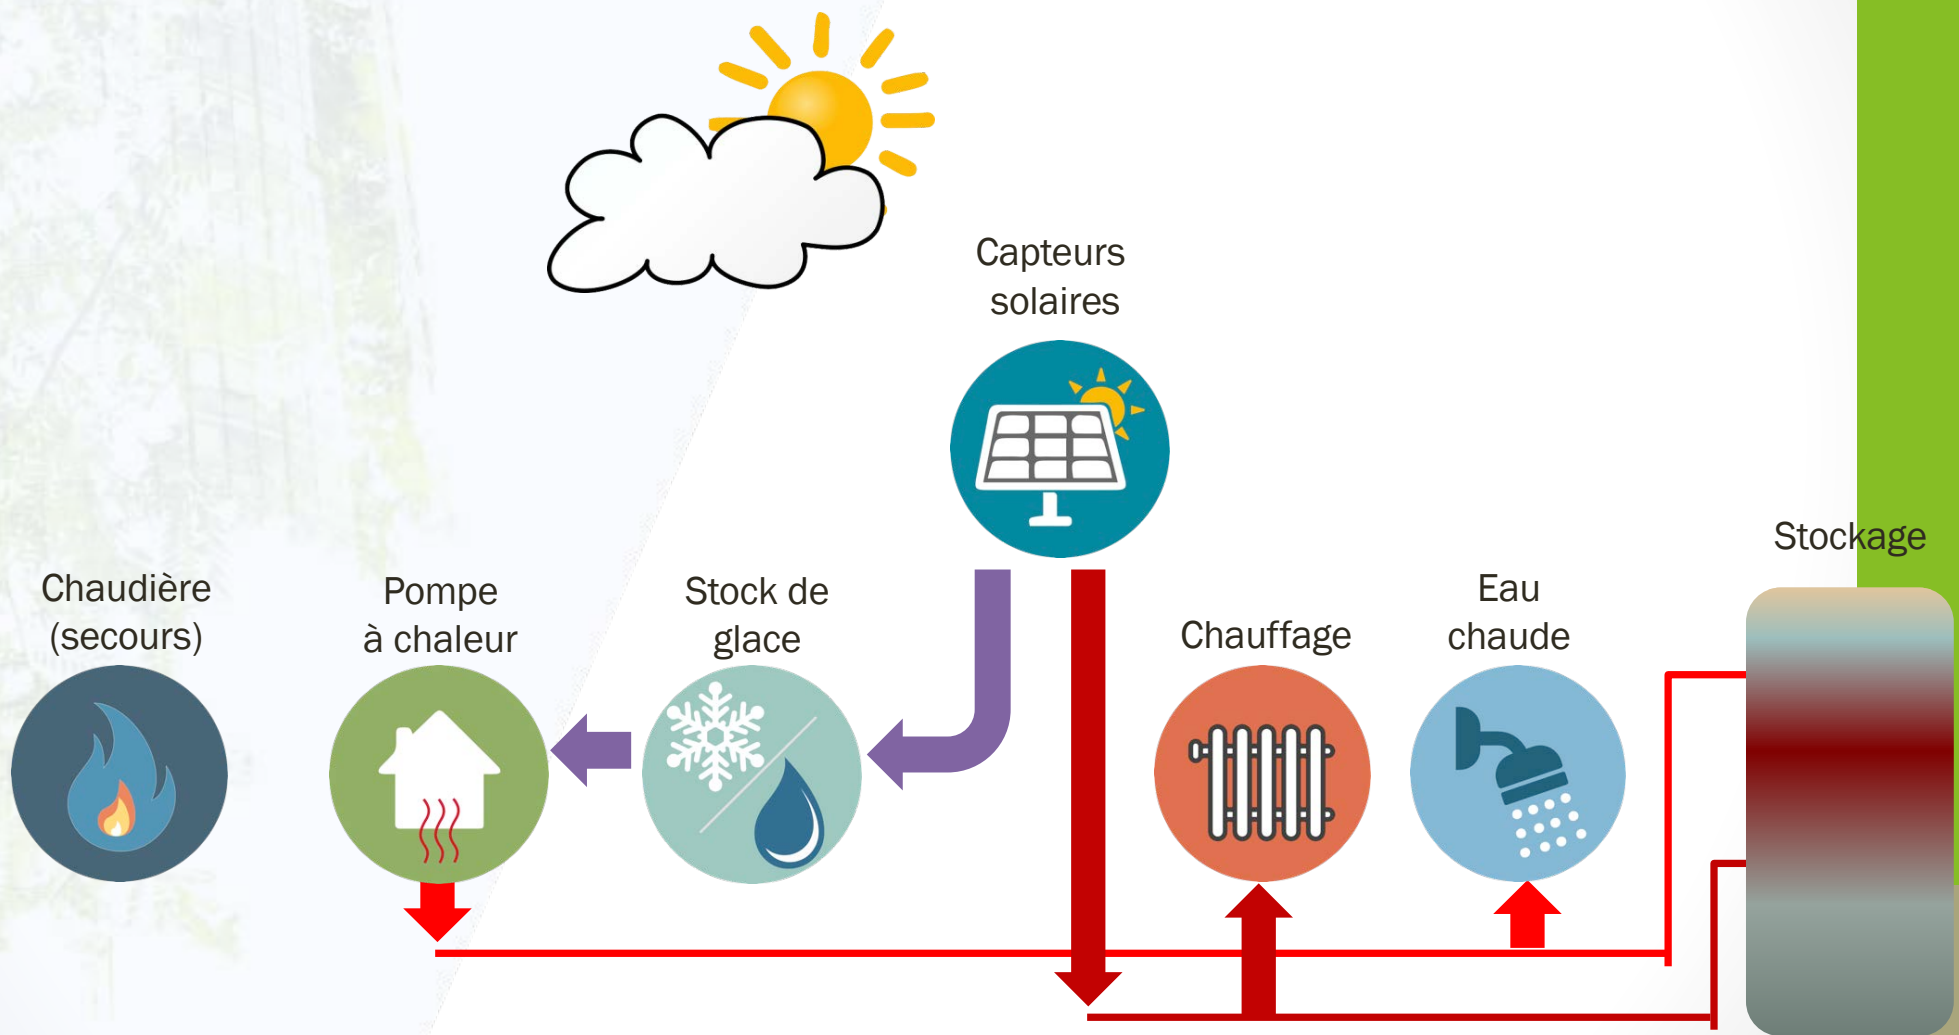 Capteurs
solaires
Chaudière
(secours)
Pompe
à chaleur
Stock de
glace
Chauffage
Eau
chaude
Stockage